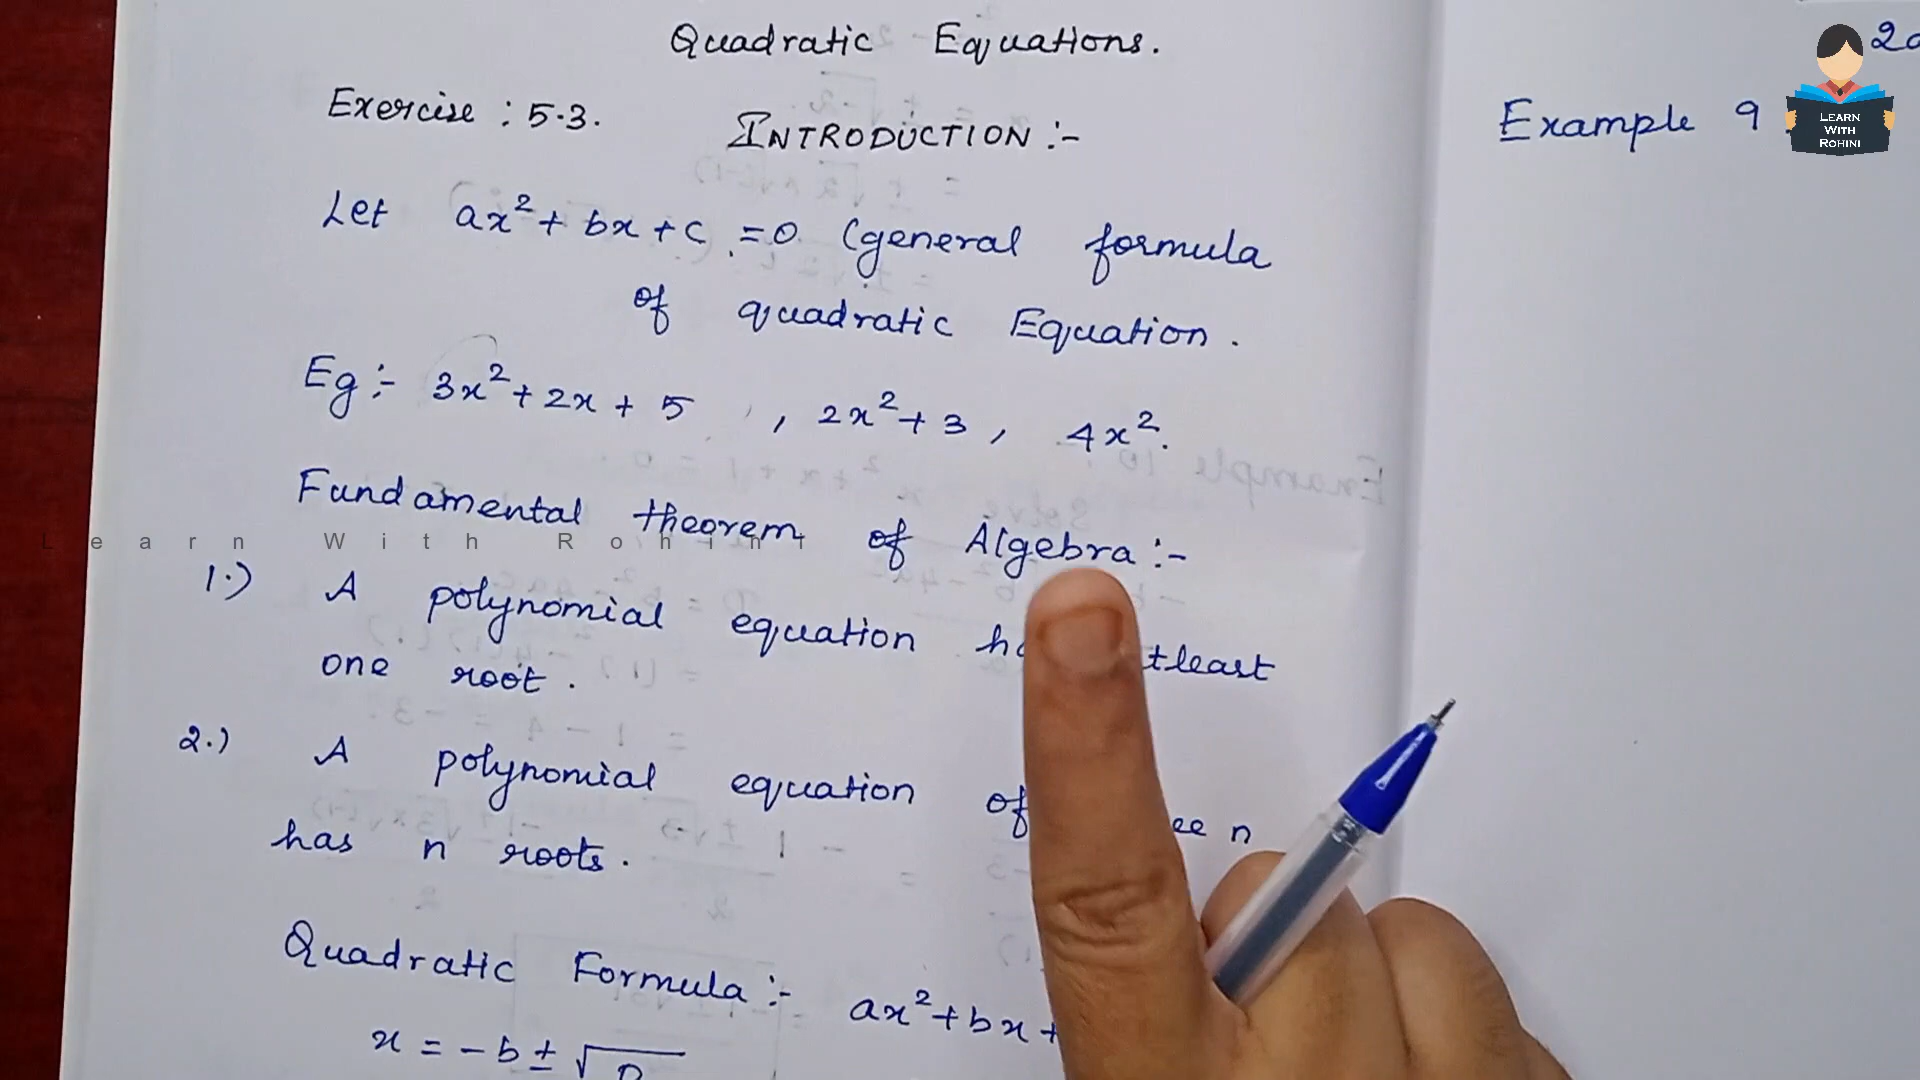 Quadratic Equations.
Exercise : 5.3.
INTRODUCTION :-
Let ax²+ bx + c = 0 (general formula
of quadratic Equation.
Eg :- 3x²+ 2x + 5 , 2x²+ 3 , 4x².
Fundamental theorem of Algebra :-
Learn With Rohini
1.) A polynomial equation tleast
one root .
2.) A polynomial equation of n
has n roots .
Quadratic Formula :- ax²+ bx +
x = - b ± √
Example 9
LEARN
WITH
ROHINI